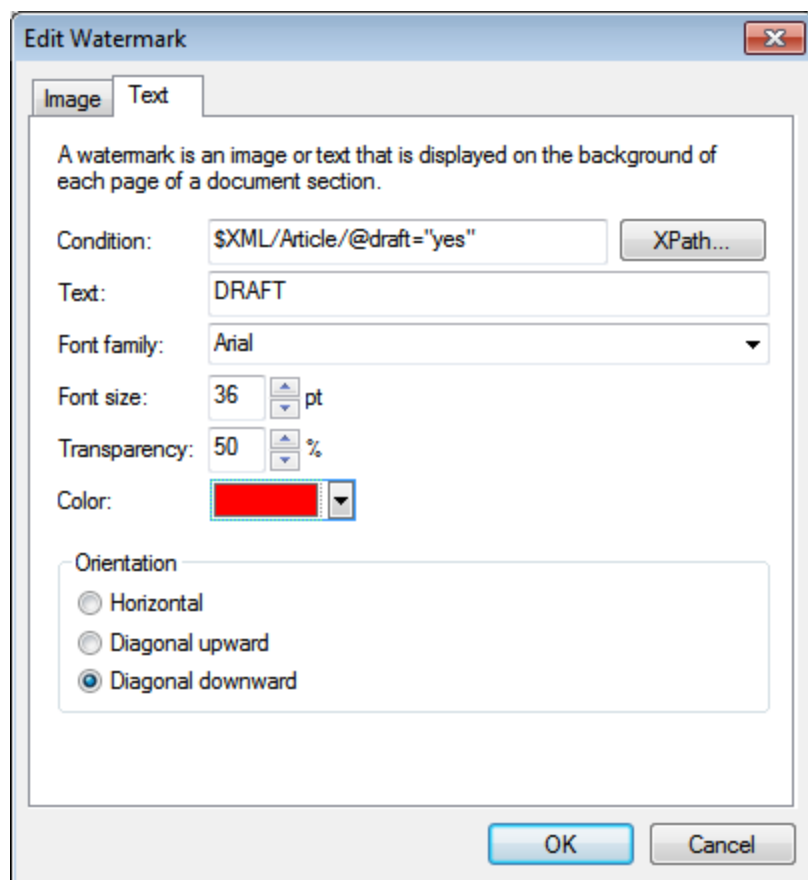 Edit Watermark
Image Text
A watermark is an image or text that is displayed on the background of
each page of a document section.
Condition: $XML/Article/@draft="yes" XPath...
Text: DRAFT
Font family: Arial
Font size: 36 pt
Transparency: 50 %
Color:
Orientation
Horizontal
Diagonal upward
Diagonal downward
OK Cancel